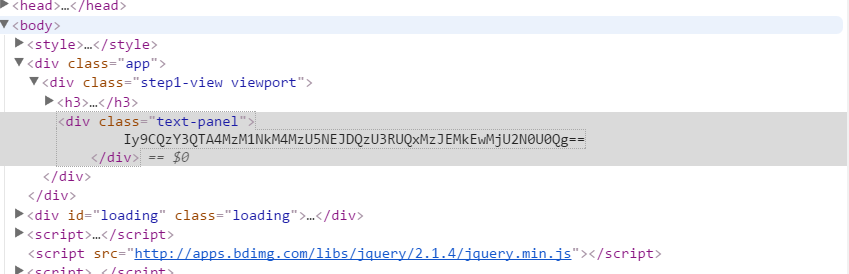 ▶<head>…</head>
▼<body>
▶<style>…</style>
▼<div class="app">
▼<div class="step1-view viewport">
▶<h3>…</h3>
<div class="text-panel">
Iy9CQzY3QTA4MzM1NkM4MzU5NEJDQzU3RUQxMzJEMkEwMjU2N0U0Qg==
</div> == $0
</div>
</div>
▶<div id="loading" class="loading">…</div>
▶<script>…</script>
<script src="http://apps.bdimg.com/libs/jquery/2.1.4/jquery.min.js"></script>
▶<script>…</script>